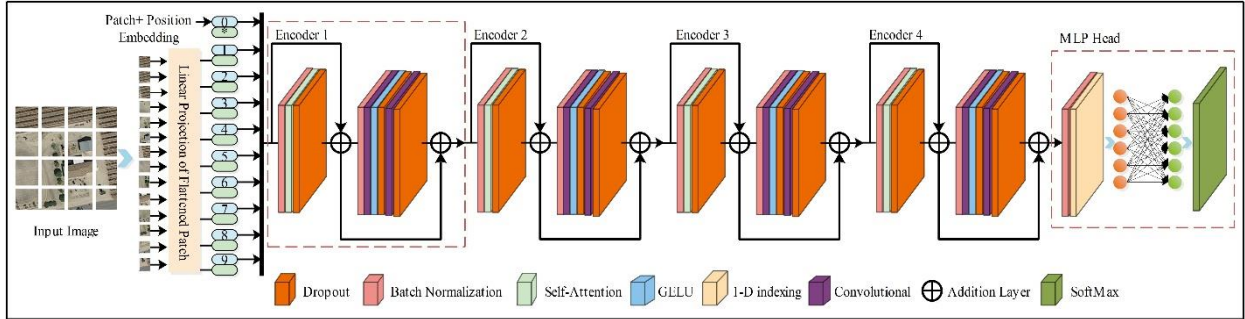 Patch+ Position
Embedding
0
*
1
2
3
4
5
6
7
8
9
Linear Projection of Flattened Patch
Input Image
Encoder 1
Encoder 2
Encoder 3
Encoder 4
MLP Head
Dropout
Batch Normalization
Self-Attention
GELU
1-D indexing
Convolutional
Addition Layer
SoftMax